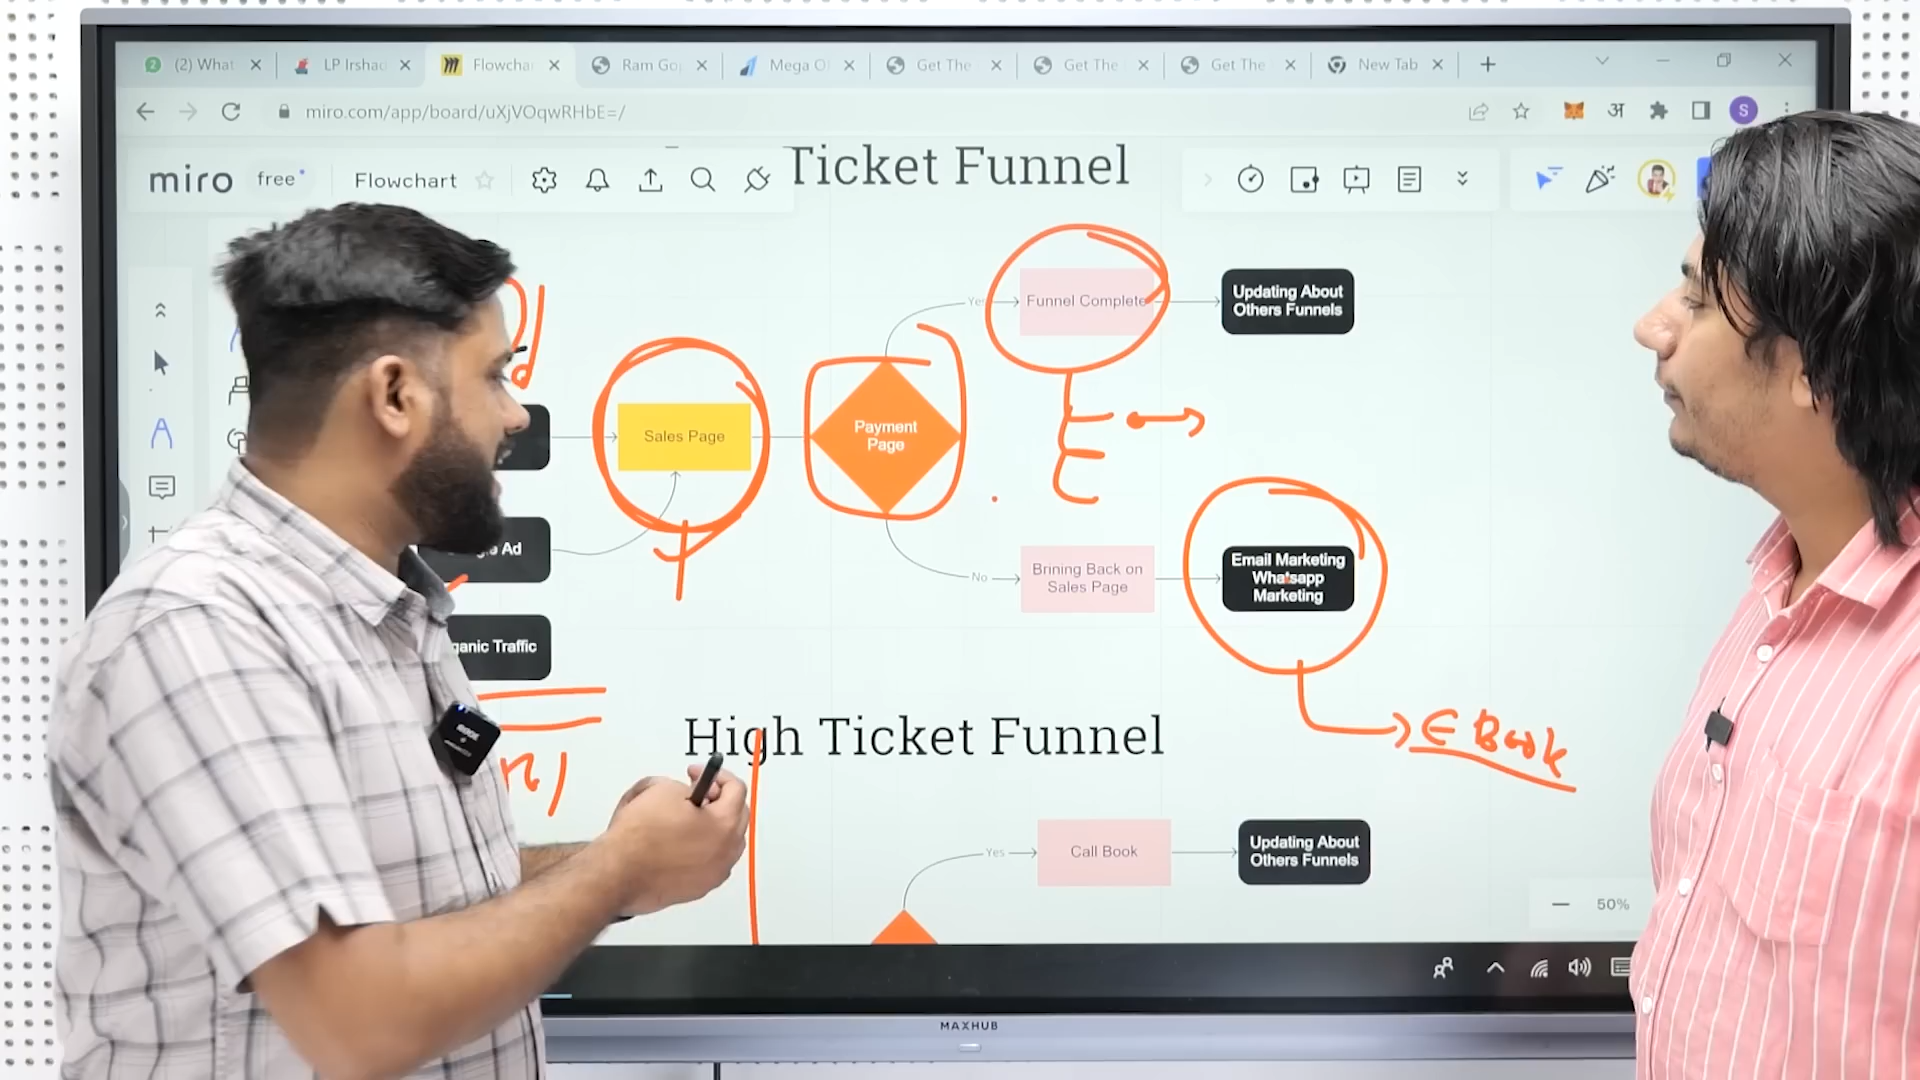 (2) What
LP Irshad
Flowchar
Ram Go
Mega O
Get The
Get The
Get The
New Tab
miro.com/app/board/uXjVOqwRHbE=/
अ
S
miro
free
Flowchart
Ticket Funnel
Yes
Funnel Complete
Updating About
Others Funnels
Sales Page
Payment
Page
Ad
No
Brining Back on
Sales Page
Email Marketing
Whatsapp
Marketing
ganic Traffic
E Book
High Ticket Funnel
Yes
Call Book
Updating About
Others Funnels
50%
MAXHUB